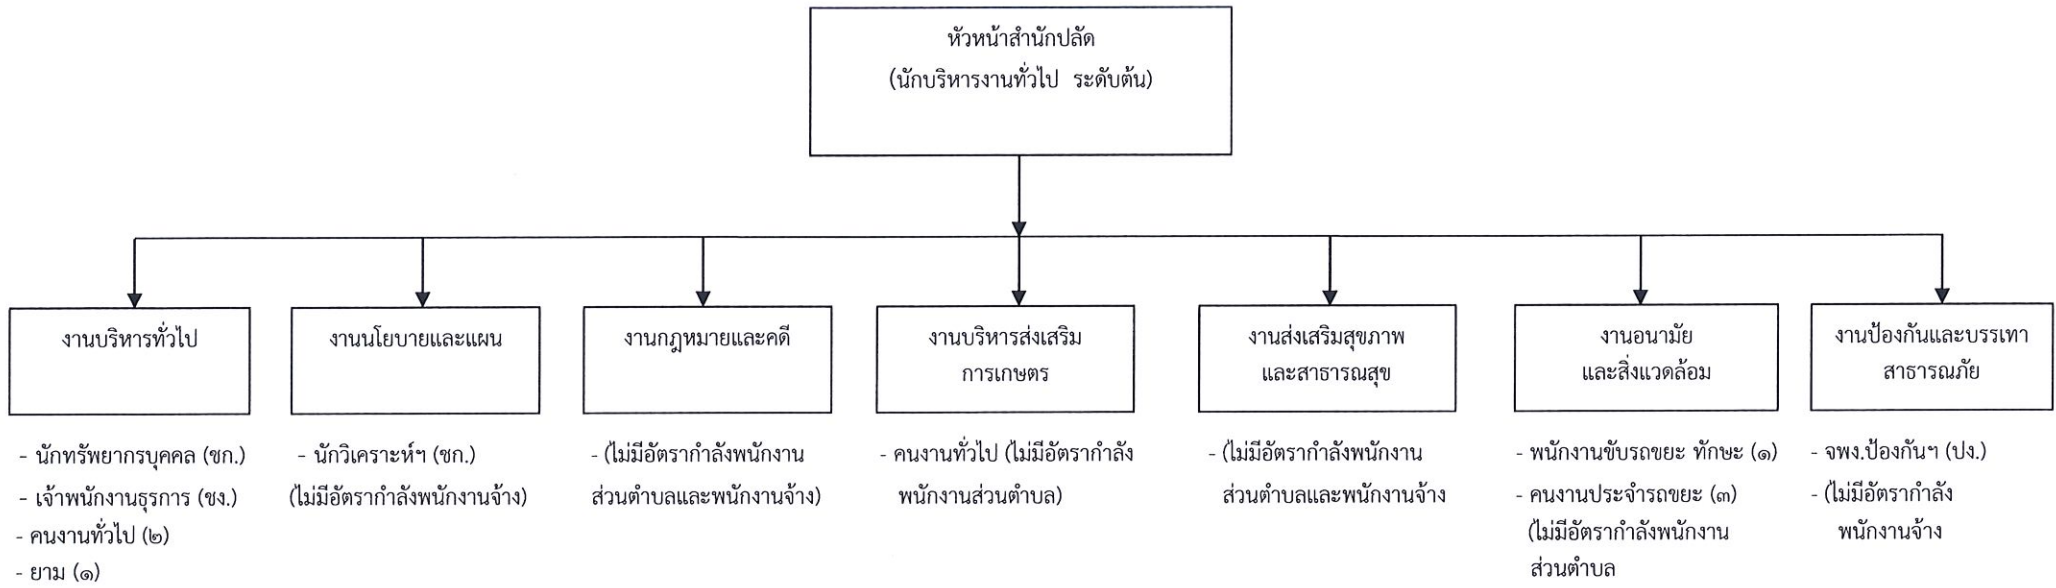 หัวหน้าสำนักปลัด
(นักบริหารงานทั่วไป ระดับต้น)
งานบริหารทั่วไป
- นักทรัพยากรบุคคล (ชก.)
- เจ้าพนักงานธุรการ (ชง.)
- คนงานทั่วไป (๒)
- ยาม (๑)
งานนโยบายและแผน
- นักวิเคราะห์ฯ (ชก.)
(ไม่มีอัตรากำลังพนักงานจ้าง)
งานกฎหมายและคดี
- (ไม่มีอัตรากำลังพนักงาน
ส่วนตำบลและพนักงานจ้าง)
งานบริหารส่งเสริม
การเกษตร
- คนงานทั่วไป (ไม่มีอัตรากำลัง
พนักงานส่วนตำบล)
งานส่งเสริมสุขภาพ
และสาธารณสุข
- (ไม่มีอัตรากำลังพนักงาน
ส่วนตำบลและพนักงานจ้าง
งานอนามัย
และสิ่งแวดล้อม
- พนักงานขับรถขยะ ทักษะ (๑)
- คนงานประจำรถขยะ (๓)
(ไม่มีอัตรากำลังพนักงาน
ส่วนตำบล
งานป้องกันและบรรเทา
สาธารณภัย
- จพง.ป้องกันฯ (ปง.)
- (ไม่มีอัตรากำลัง
พนักงานจ้าง